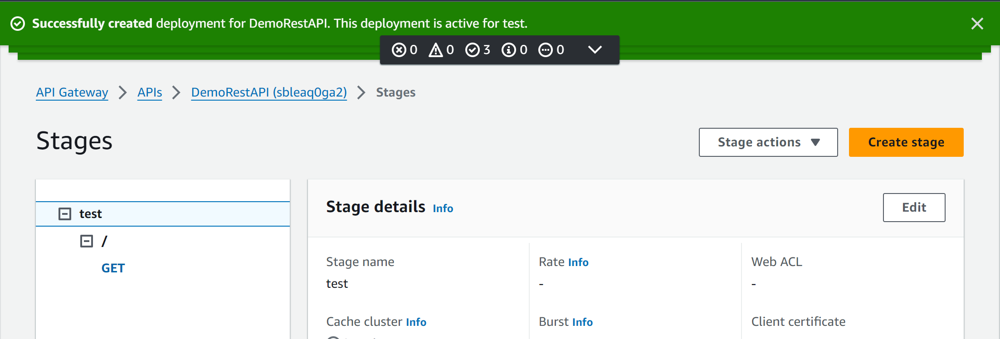 Successfully created deployment for DemoRestAPI. This deployment is active for test.
0 0 3 0 0
API Gateway > APIs > DemoRestAPI (sbleaq0ga2) > Stages
Stages
Stage actions
Create stage
test
/
GET
Stage details Info
Edit
Stage name
test
Rate Info
-
Web ACL
-
Cache cluster Info
Burst Info
Client certificate